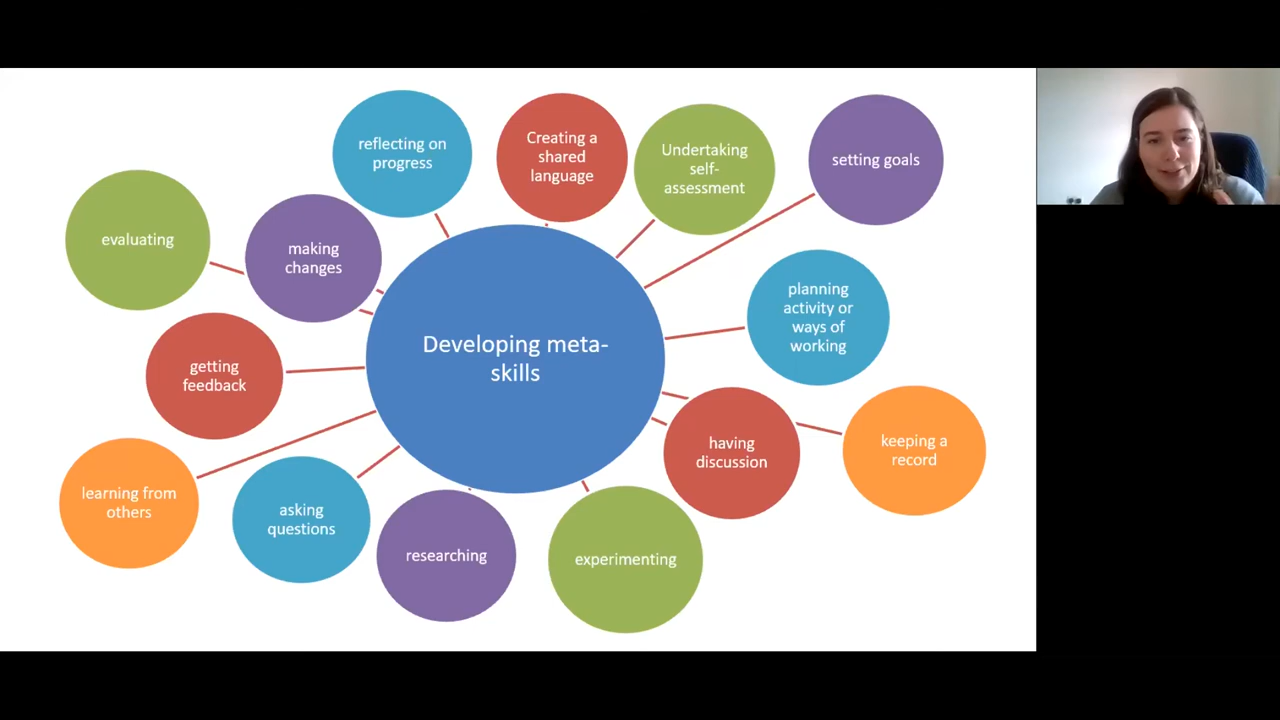 reflecting on
progress
Creating a
shared
language
Undertaking
self-
assessment
setting goals
evaluating
making
changes
planning
activity or
ways of
working
Developing meta-
skills
getting
feedback
having
discussion
keeping a
record
learning from
others
asking
questions
researching
experimenting